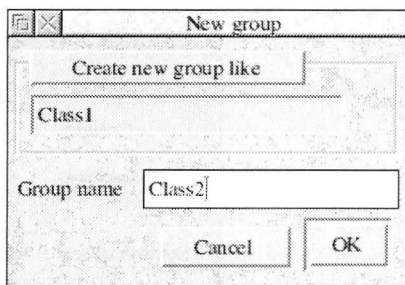 New group
Create new group like
Class1
Group name Class2
Cancel OK